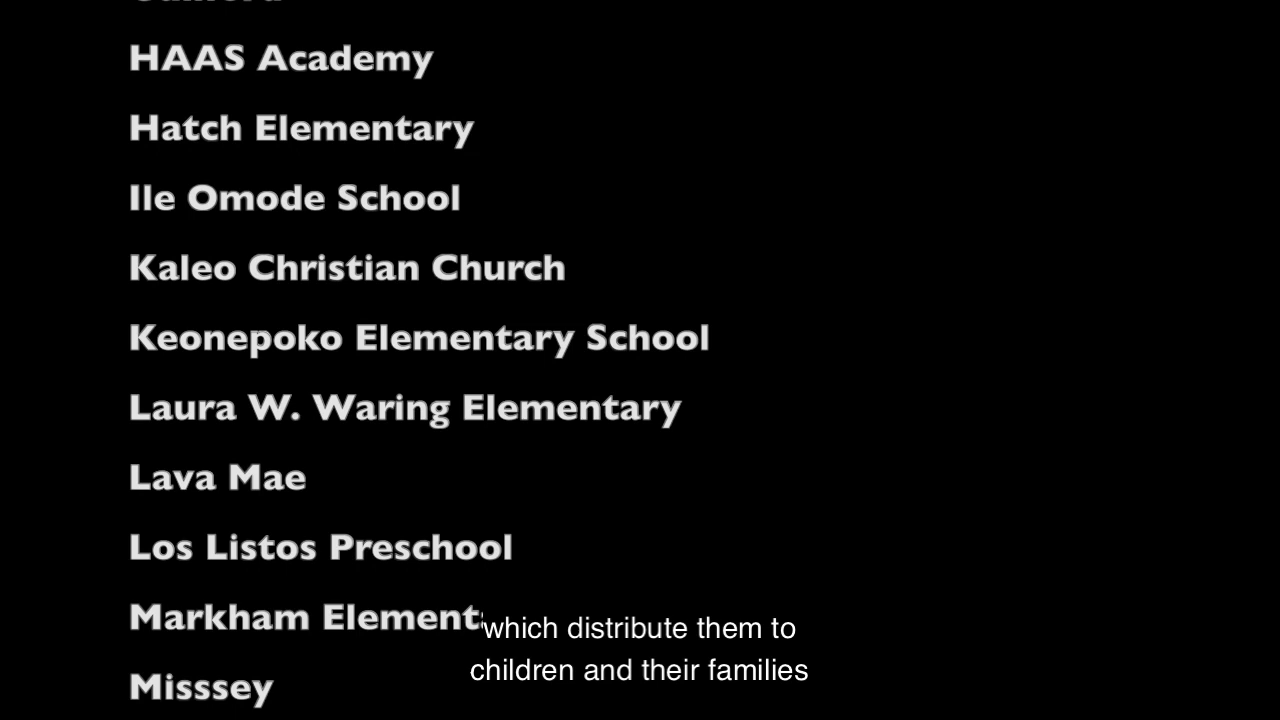 HAAS Academy
Hatch Elementary
Ile Omode School
Kaleo Christian Church
Keonepoko Elementary School
Laura W. Waring Elementary
Lava Mae
Los Listos Preschool
Markham Element
which distribute them to
children and their families
Misssey